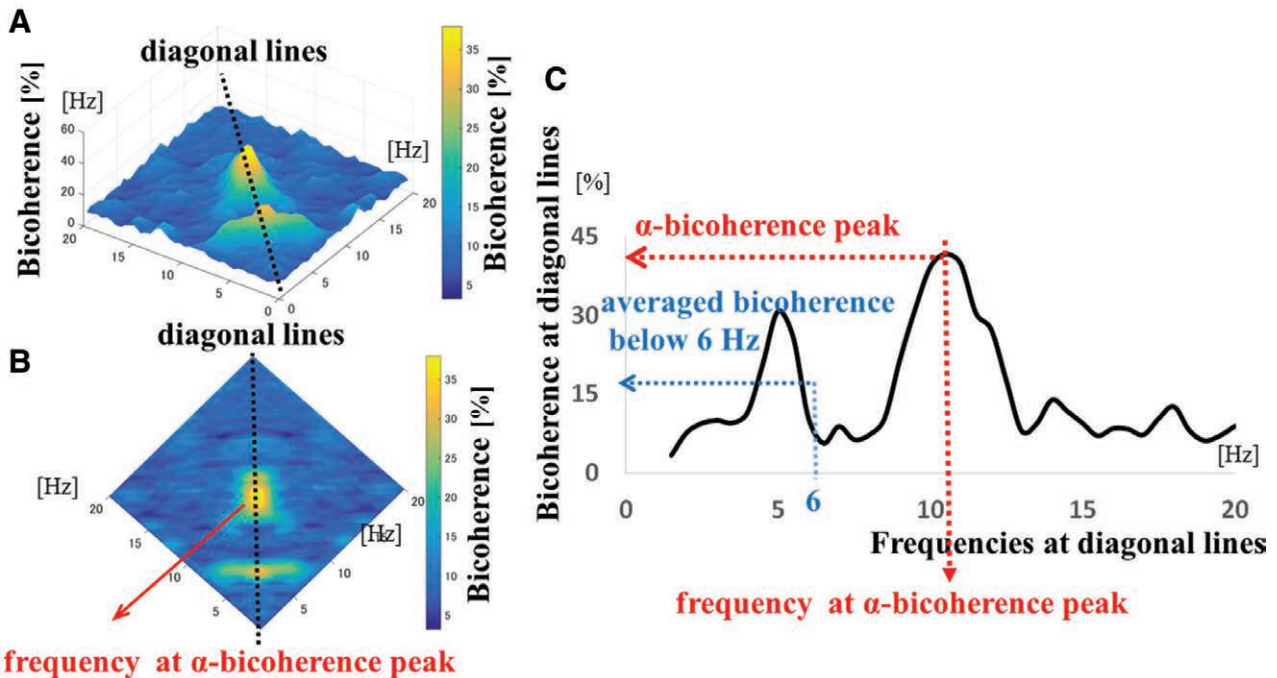 A
diagonal lines
Bicoherence [%]
[Hz]
60
40
20
0
20
15
10
5
0
0
5
10
15
20
[Hz]
35
30
25
20
15
10
5
Bicoherence [%]
diagonal lines
B
[Hz]
20
15
10
5
5
10
20
[Hz]
35
30
25
20
15
10
5
Bicoherence [%]
frequency at α-bicoherence peak
C
Bicoherence at diagonal lines
[%]
45
30
15
0
α-bicoherence peak
averaged bicoherence
below 6 Hz
6
0
5
10
15
20
[Hz]
Frequencies at diagonal lines
frequency at α-bicoherence peak